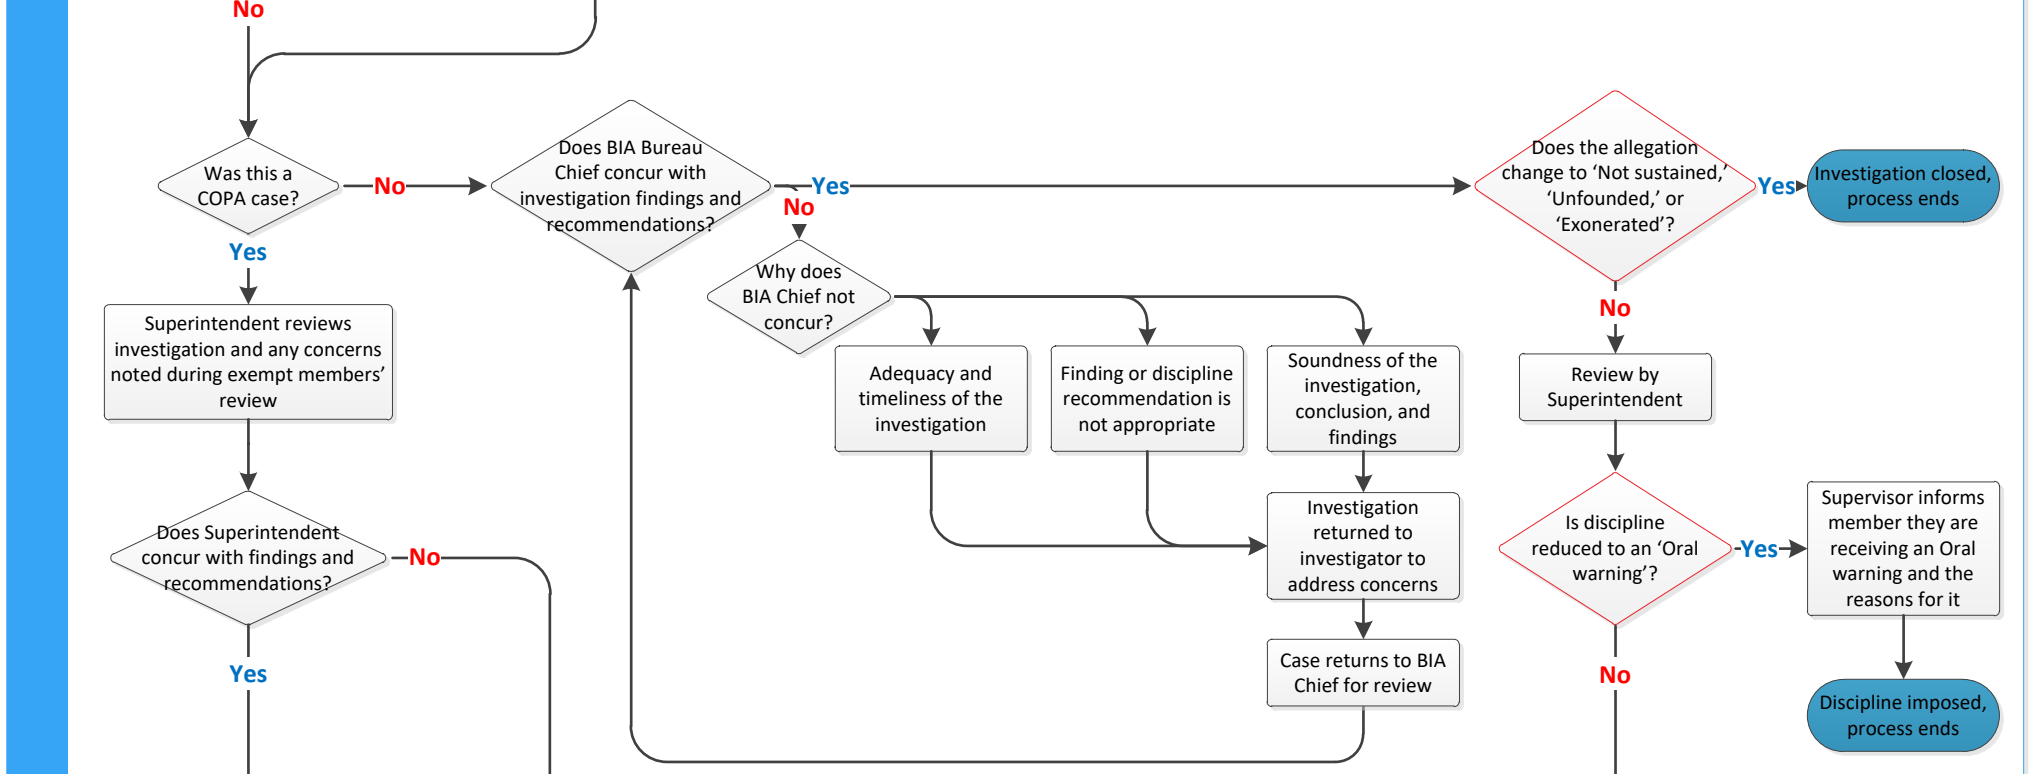 No
Was this a
COPA case?
No
Does BIA Bureau
Chief concur with
investigation findings and
recommendations?
Yes
No
Does the allegation
change to ‘Not sustained,’
‘Unfounded,’ or
‘Exonerated’?
Yes
Investigation closed,
process ends
Yes
Why does
BIA Chief not
concur?
No
Superintendent reviews
investigation and any concerns
noted during exempt members’
review
Adequacy and
timeliness of the
investigation
Finding or discipline
recommendation is
not appropriate
Soundness of the
investigation,
conclusion, and
findings
Review by
Superintendent
Does Superintendent
concur with findings and
recommendations?
No
Investigation
returned to
investigator to
address concerns
Is discipline
reduced to an ‘Oral
warning’?
Yes
Supervisor informs
member they are
receiving an Oral
warning and the
reasons for it
Yes
Case returns to BIA
Chief for review
No
Discipline imposed,
process ends